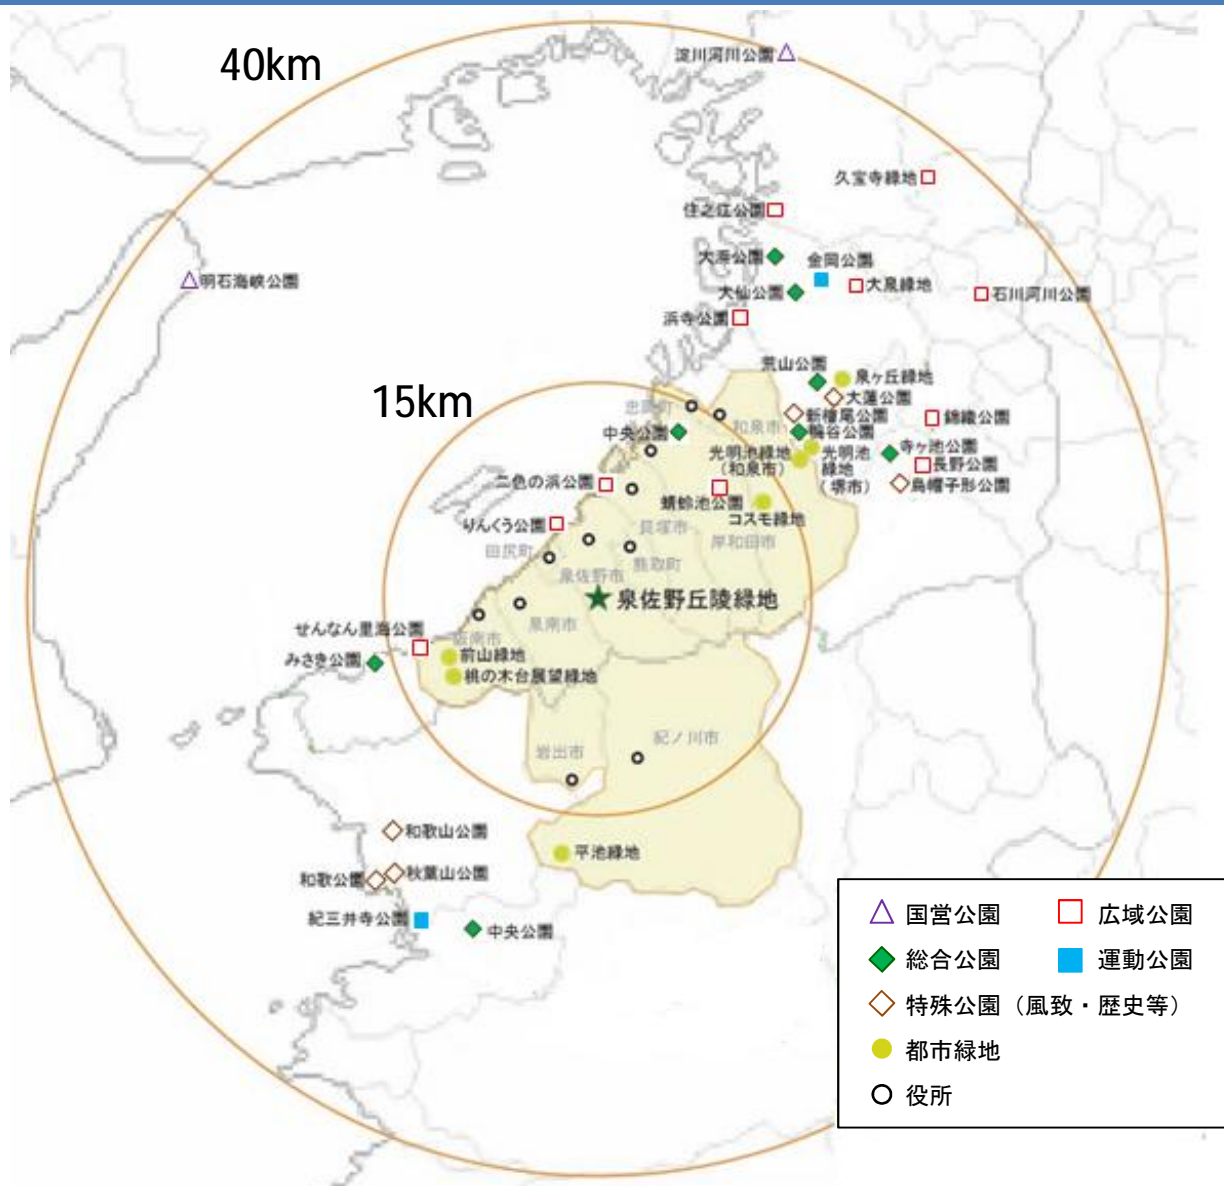 40km
淀川河川公園
久宝寺緑地
住之江公園
大浜公園
金岡公園
明石海峡公園
大泉緑地
大仙公園
石川河川公園
浜寺公園
15km
荒山公園
泉ヶ丘緑地
大蓮公園
忠岡町
新檜尾公園
錦織公園
和泉市
中央公園
鴨谷公園
寺ヶ池公園
光明池緑地
(和泉市)
光明池
緑地
(堺市)
長野公園
烏帽子形公園
二色の浜公園
蜻蛉池公園
コスモ緑地
りんくう公園
貝塚市
岸和田市
田尻町
熊取町
泉佐野市
泉佐野丘陵緑地
泉南市
せんなん里海公園
阪南市
みさき公園
前山緑地
桃の木台展望緑地
紀ノ川市
岩出市
和歌山公園
平池緑地
秋葉山公園
和歌公園
紀三井寺公園
中央公園
国営公園
広域公園
総合公園
運動公園
特殊公園（風致・歴史等）
都市緑地
役所